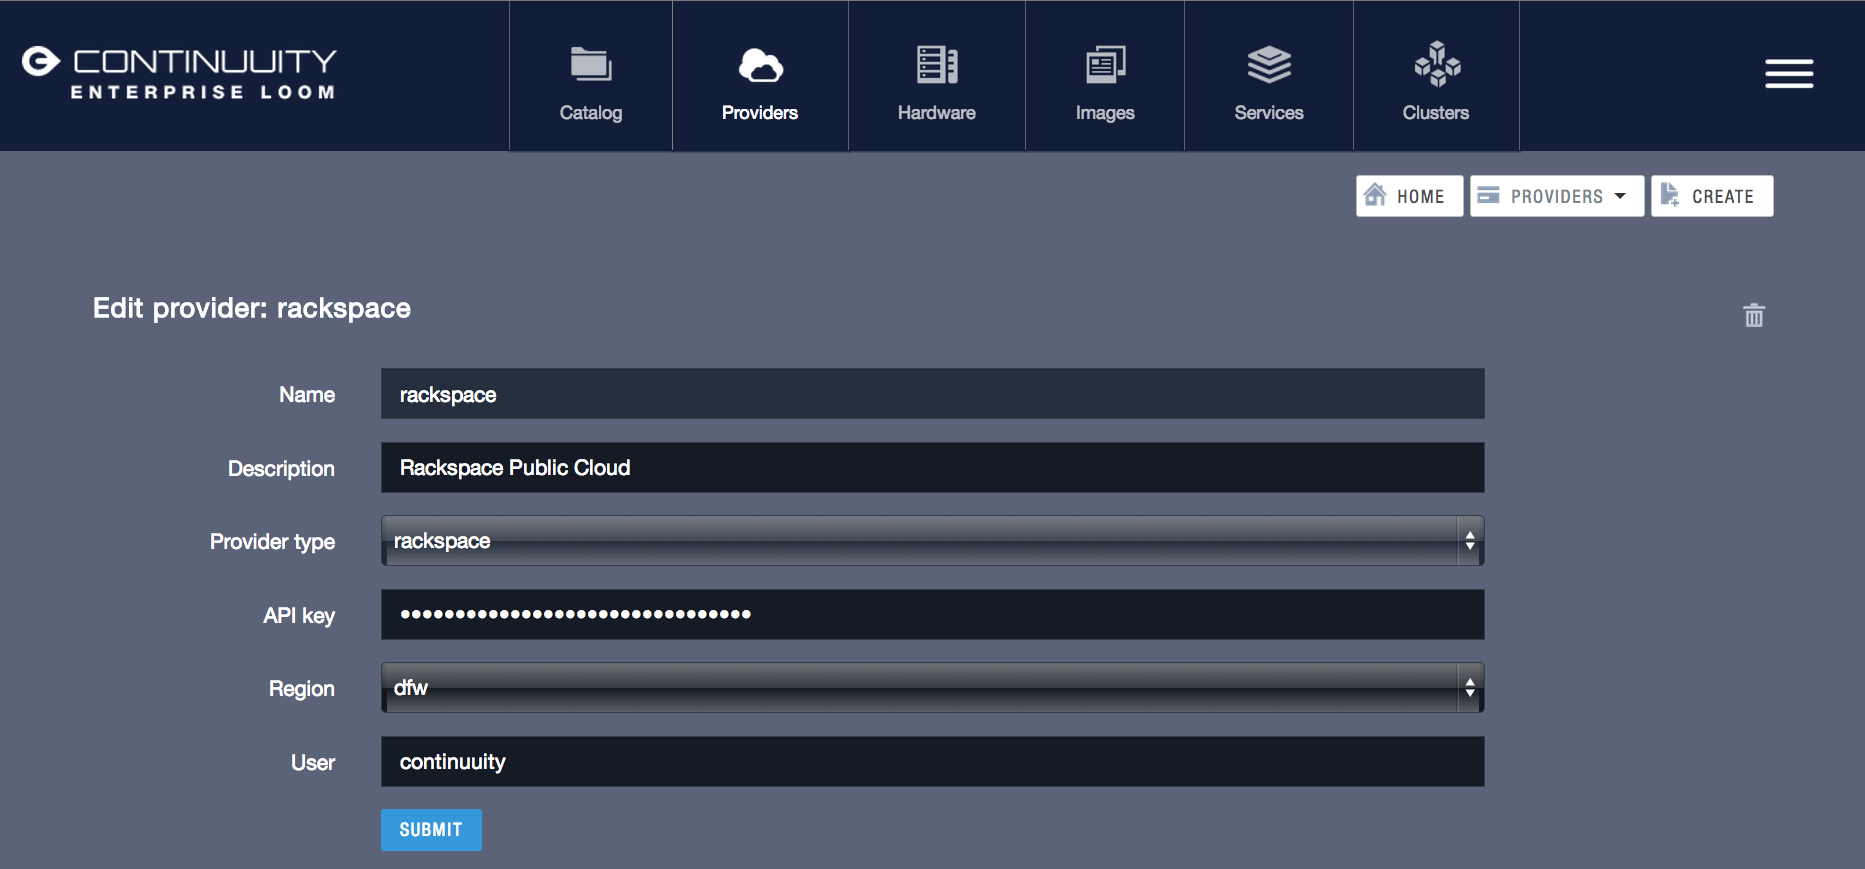 CONTINUUITY
ENTERPRISE LOOM
Catalog
Providers
Hardware
Images
Services
Clusters
HOME
PROVIDERS
CREATE
Edit provider: rackspace
Name
rackspace
Description
Rackspace Public Cloud
Provider type
rackspace
API key
••••••••••••••••••••••••••••••••
Region
dfw
User
continuuity
SUBMIT